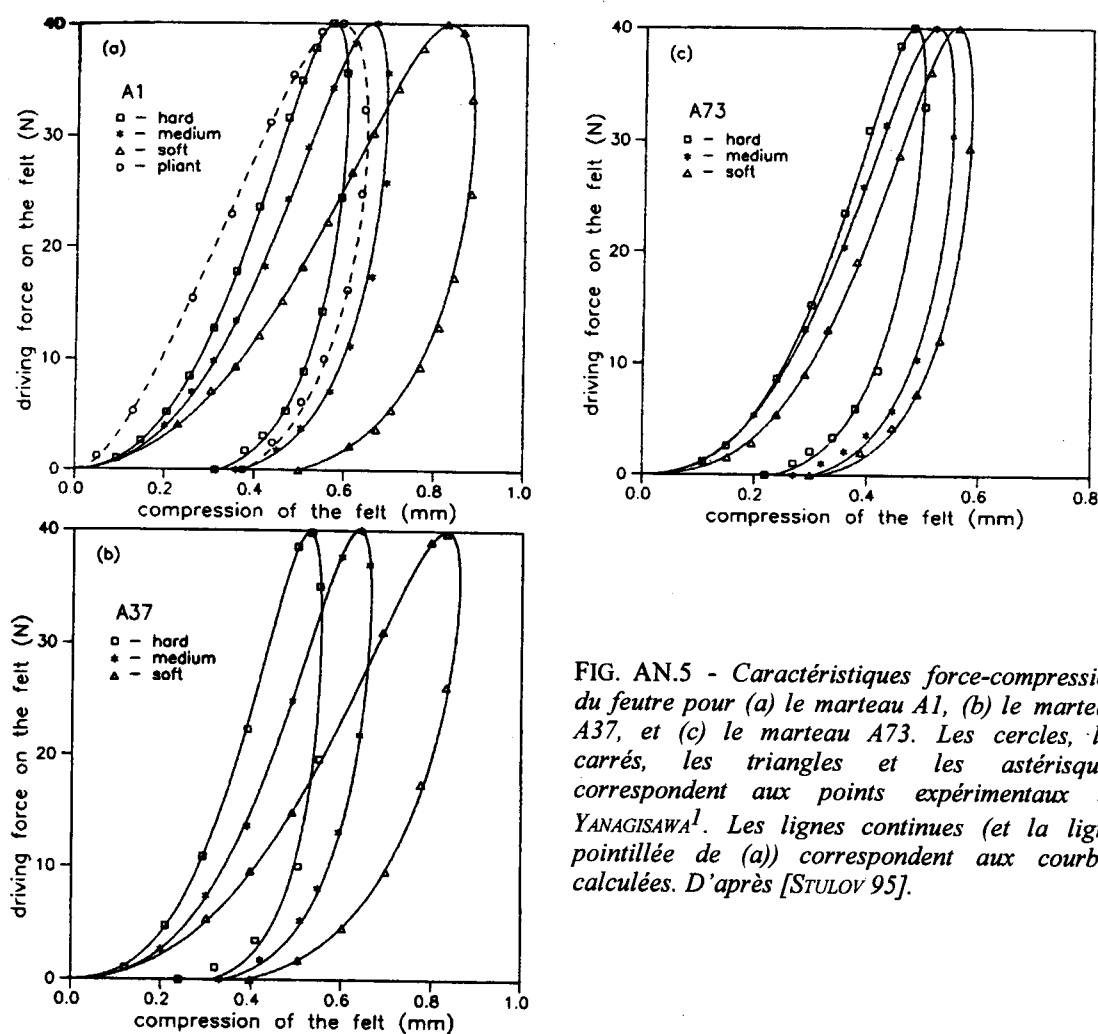 40
(a)
A1
□ – hard
* – medium
△ – soft
○ – pliant
30
20
10
0
0.0 0.2 0.4 0.6 0.8 1.0
driving force on the felt (N)
compression of the felt (mm)
40
(c)
A73
□ – hard
* – medium
△ – soft
30
20
10
0
0.0 0.2 0.4 0.6 0.8
driving force on the felt (N)
compression of the felt (mm)
40
(b)
A37
□ – hard
* – medium
△ – soft
30
20
10
0
0.0 0.2 0.4 0.6 0.8 1.0
driving force on the felt (N)
compression of the felt (mm)
FIG. AN.5 - Caractéristiques force-compressi
du feutre pour (a) le marteau A1, (b) le martea
A37, et (c) le marteau A73. Les cercles, l
carrés, les triangles et les astérisqu
correspondent aux points expérimentaux
YANAGISAWA1. Les lignes continues (et la lign
pointillée de (a)) correspondent aux courb
calculées. D'après [STULOV 95].